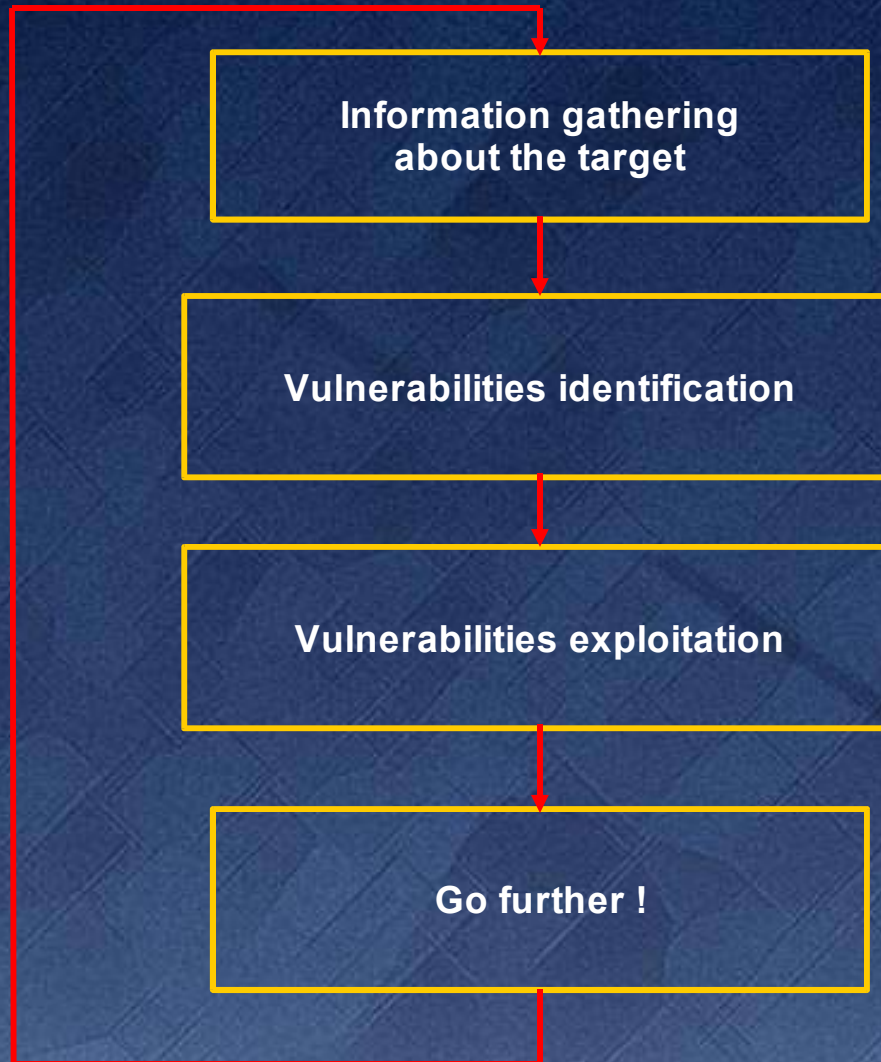 Information gathering
about the target
Vulnerabilities identification
Vulnerabilities exploitation
Go further !